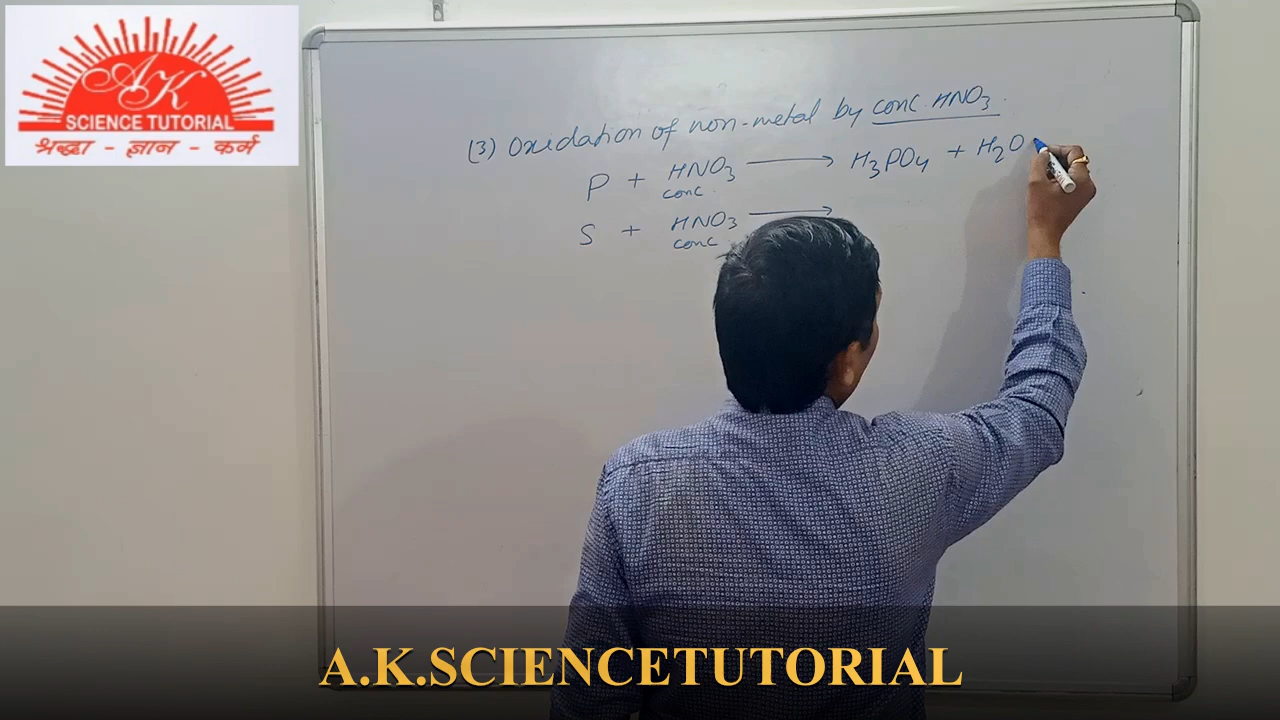 AK
SCIENCE TUTORIAL
श्रद्धा - ज्ञान - कर्म
(3) Oxidation of non-metal by conc. HNO₃.
P + HNO₃ ⟶ H₃PO₄ + H₂O
conc.
S + HNO₃ ⟶
conc
A.K.SCIENCETUTORIAL